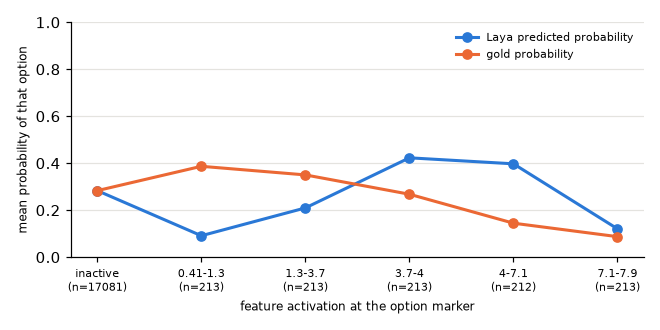 mean probability of that option
1.0
0.8
0.6
0.4
0.2
0.0
Laya predicted probability
gold probability
inactive
(n=17081)
0.41-1.3
(n=213)
1.3-3.7
(n=213)
3.7-4
(n=213)
4-7.1
(n=212)
7.1-7.9
(n=213)
feature activation at the option marker